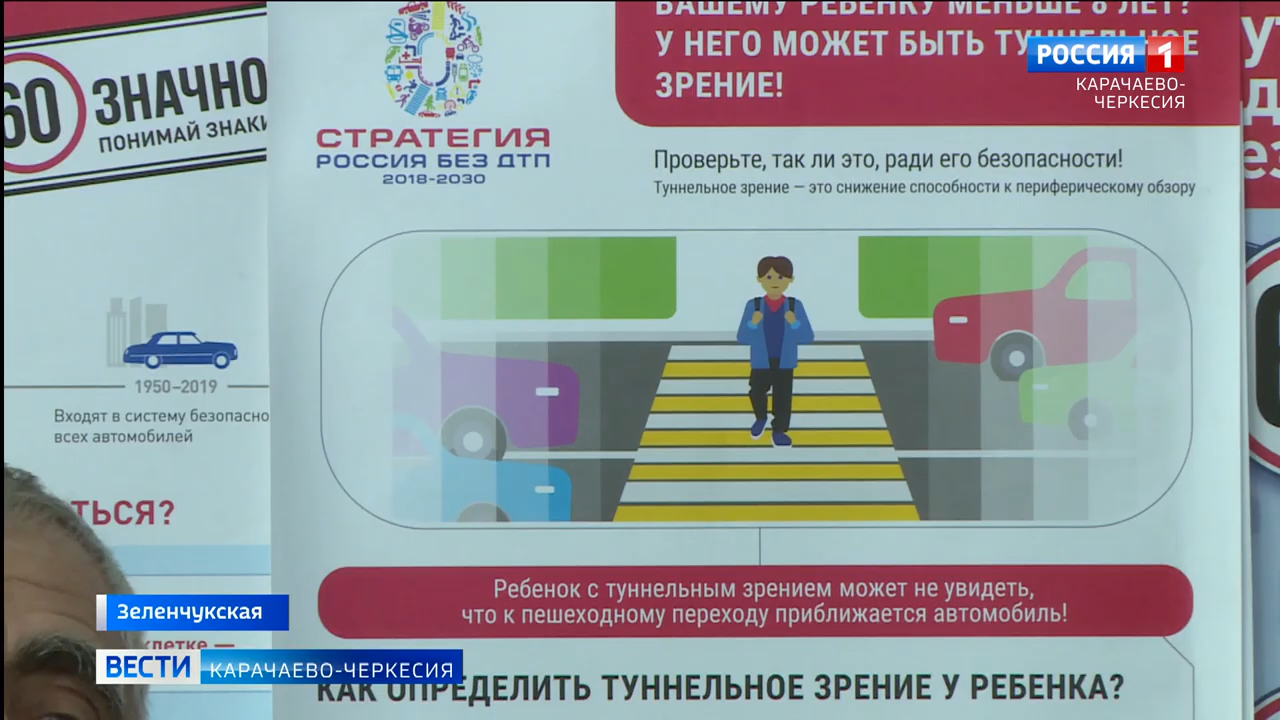 60
ЗНАЧНО
ПОНИМАЙ ЗНАКИ
1950–2019
Входят в систему безопасно
всех автомобилей
ТЬСЯ?
клетке —
СТРАТЕГИЯ
РОССИЯ БЕЗ ДТП
2018-2030
ВАШЕМУ РЕБЕНКУ МЕНЬШЕ 8 ЛЕТ?
У НЕГО МОЖЕТ БЫТЬ ТУННЕЛЬНОЕ
ЗРЕНИЕ!
Проверьте, так ли это, ради его безопасности!
Туннельное зрение — это снижение способности к периферическому обзору
Ребенок с туннельным зрением может не увидеть,
что к пешеходному переходу приближается автомобиль!
КАК ОПРЕДЕЛИТЬ ТУННЕЛЬНОЕ ЗРЕНИЕ У РЕБЕНКА?
РОССИЯ 1
КАРАЧАЕВО-
ЧЕРКЕСИЯ
Зеленчукская
ВЕСТИ КАРАЧАЕВО-ЧЕРКЕСИЯ